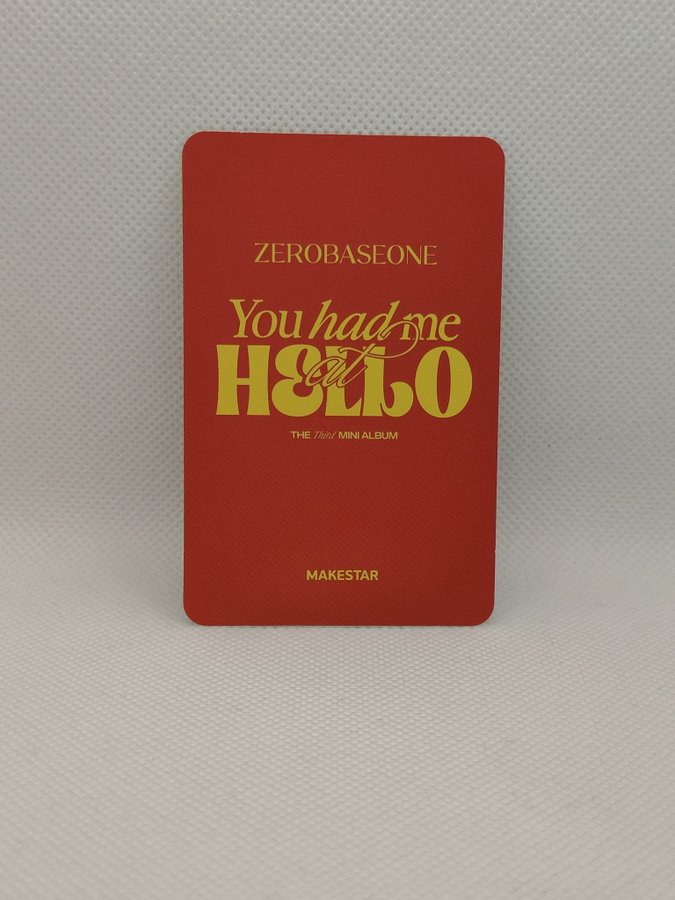 ZEROBASEONE
You had me
at
HELLO
THE Third MINI ALBUM
MAKESTAR